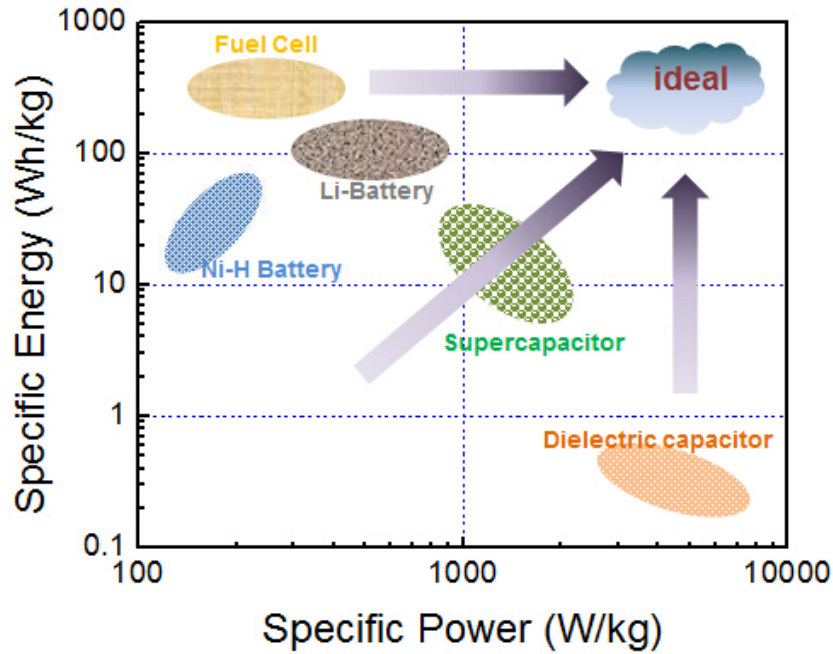 1000
Fuel Cell
ideal
100
Li-Battery
Ni-H Battery
10
Supercapacitor
1
Dielectric capacitor
0.1
100
1000
10000
Specific Energy (Wh/kg)
Specific Power (W/kg)